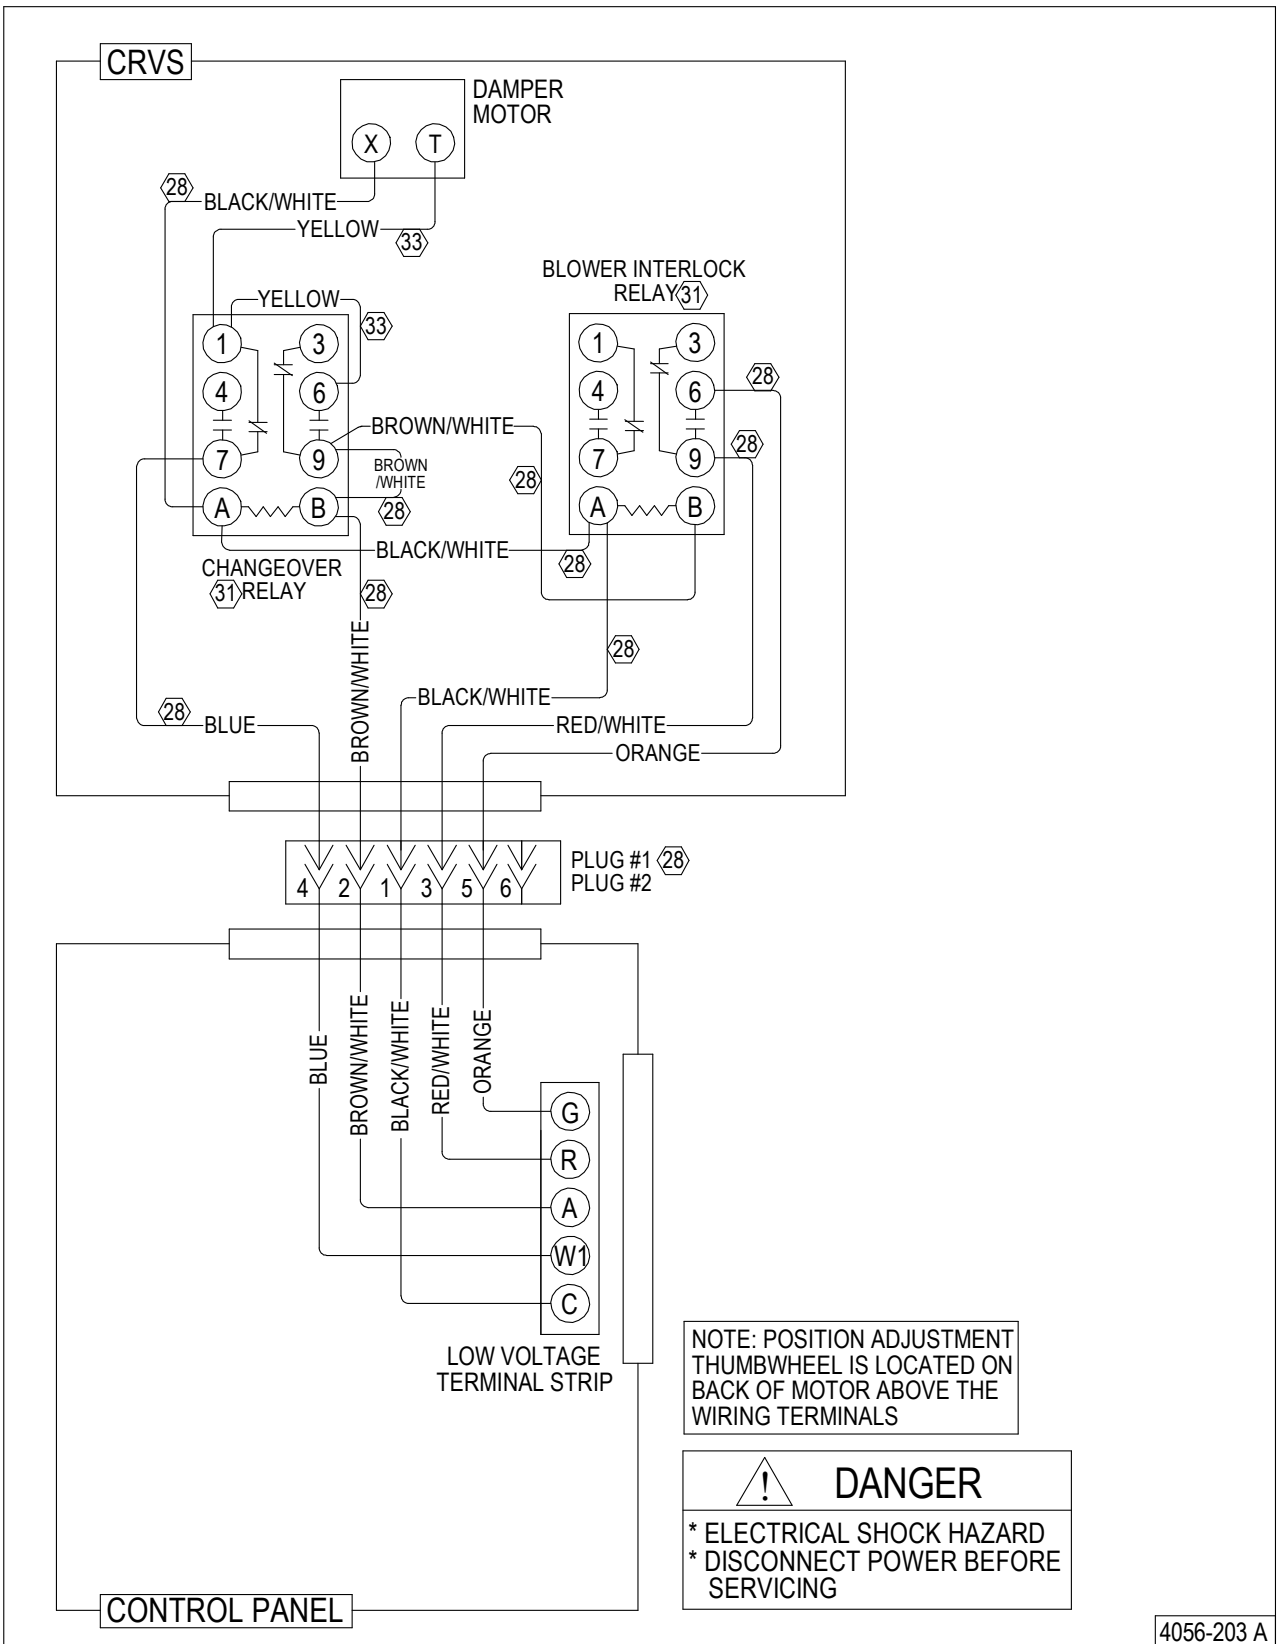 CRVS
DAMPER
MOTOR
X T
28
BLACK/WHITE
YELLOW
33
BLOWER INTERLOCK
RELAY 31
YELLOW
33
1 3
4 6
7 9
A B
1 3
4 6
7 9
A B
28
28
BROWN/WHITE
BROWN
/WHITE
28
28
BLACK/WHITE
28
CHANGEOVER
31 RELAY
28
BROWN/WHITE
28
BLACK/WHITE
28
BLUE
RED/WHITE
ORANGE
PLUG #1 28
PLUG #2
4 2 1 3 5 6
BLUE
BROWN/WHITE
BLACK/WHITE
RED/WHITE
ORANGE
G
R
A
W1
C
LOW VOLTAGE
TERMINAL STRIP
NOTE: POSITION ADJUSTMENT
THUMBWHEEL IS LOCATED ON
BACK OF MOTOR ABOVE THE
WIRING TERMINALS
! DANGER
* ELECTRICAL SHOCK HAZARD
* DISCONNECT POWER BEFORE
SERVICING
CONTROL PANEL
4056-203 A